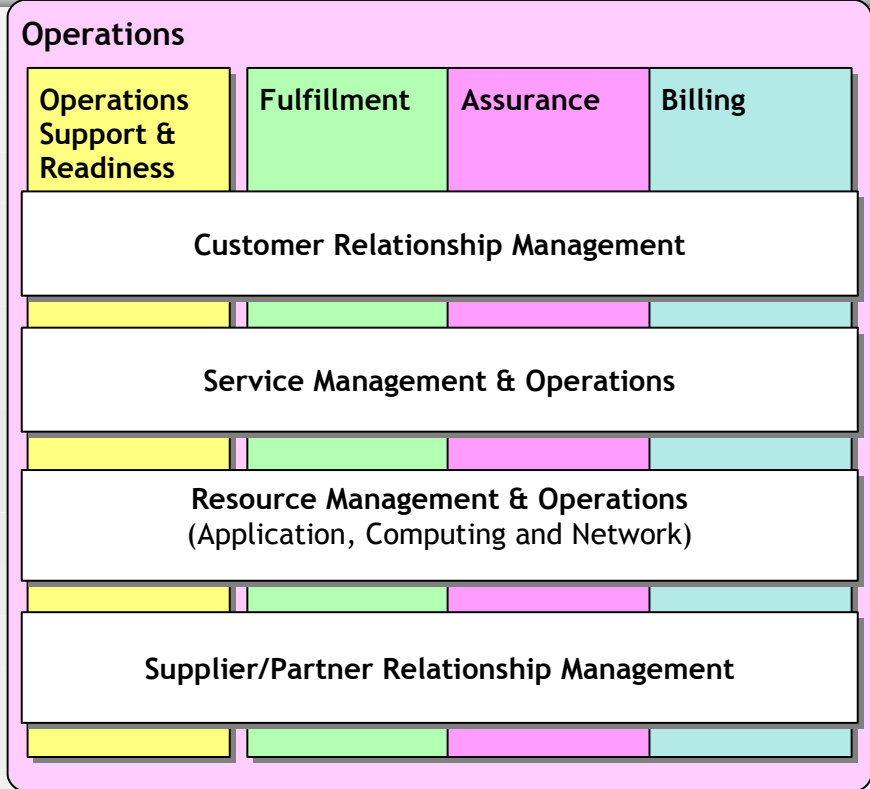 Operations
Operations
Support &
Readiness
Fulfillment
Assurance
Billing
Customer Relationship Management
Service Management & Operations
Resource Management & Operations
(Application, Computing and Network)
Supplier/Partner Relationship Management